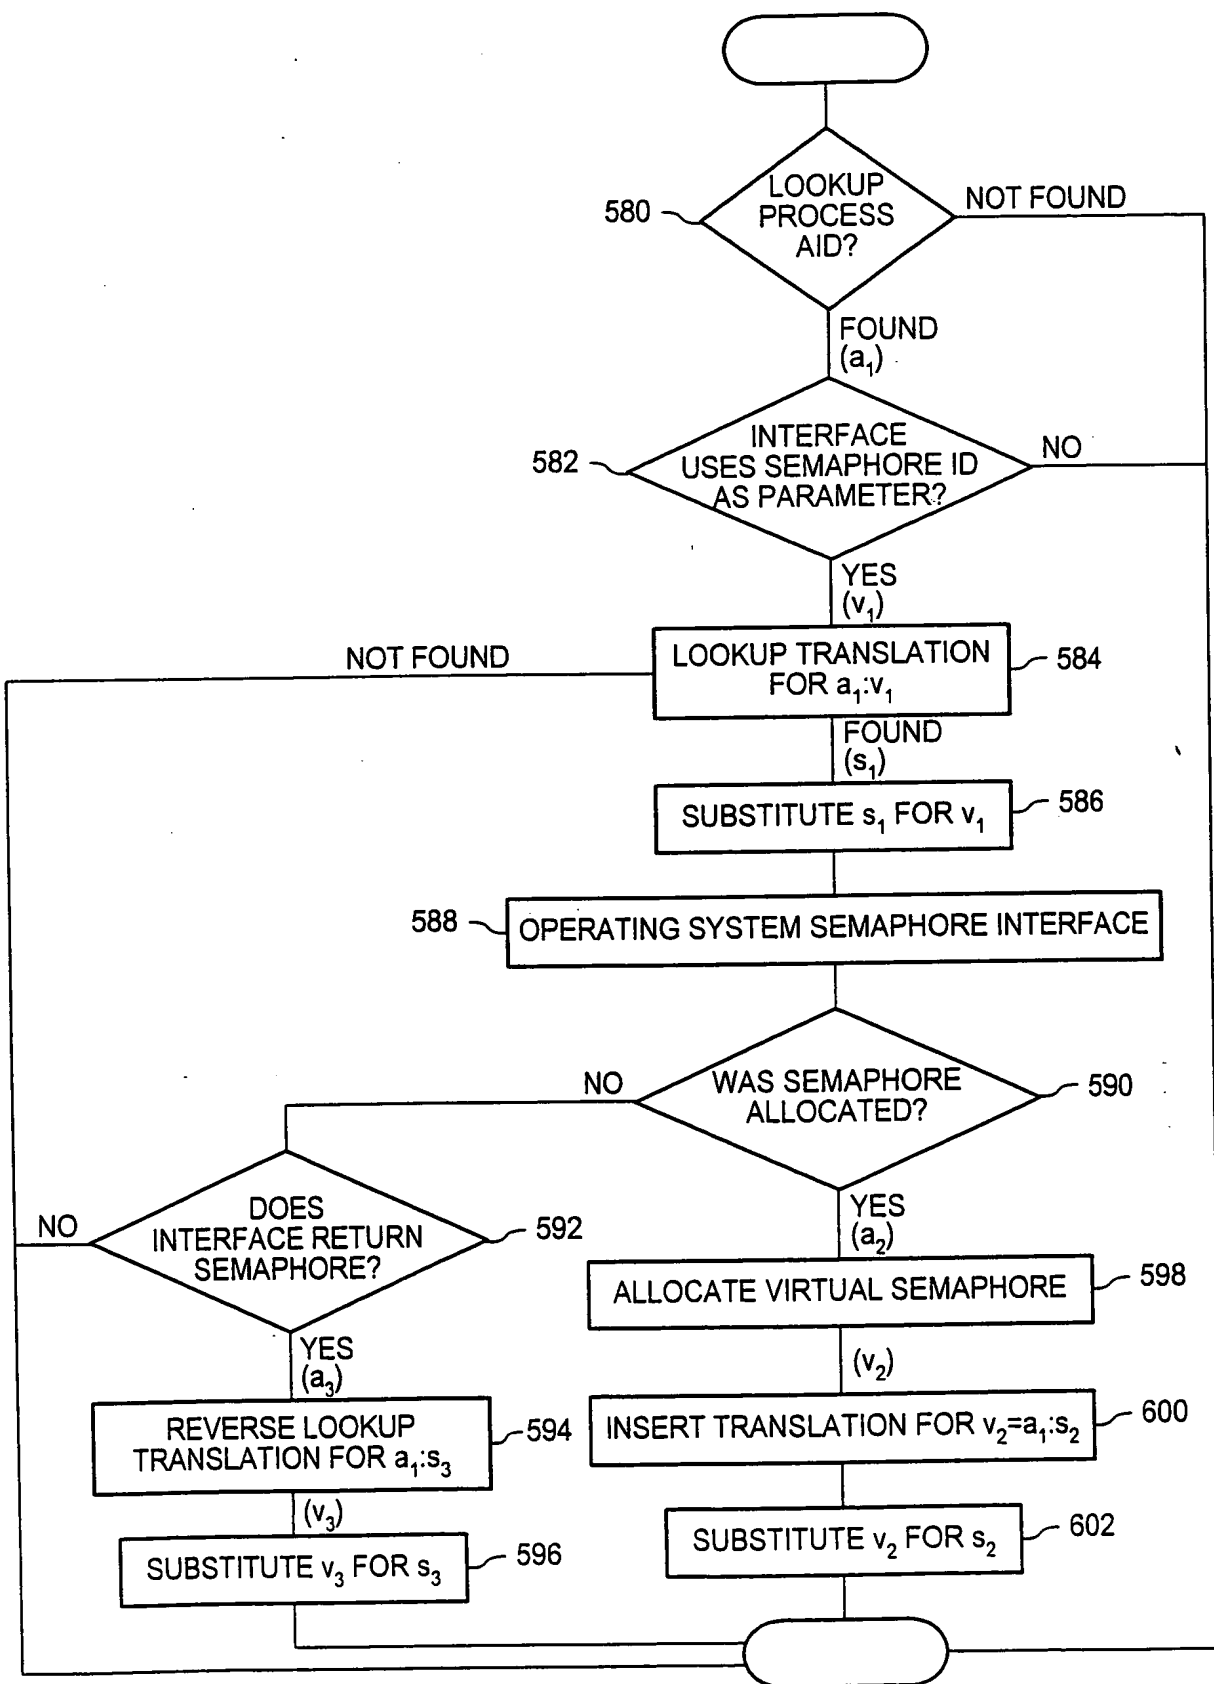 LOOKUP
PROCESS
AID?
580
NOT FOUND
FOUND
(a₁)
INTERFACE
USES SEMAPHORE ID
AS PARAMETER?
582
NO
YES
(v₁)
LOOKUP TRANSLATION
FOR a₁:v₁
584
NOT FOUND
FOUND
(s₁)
SUBSTITUTE s₁ FOR v₁
586
588
OPERATING SYSTEM SEMAPHORE INTERFACE
WAS SEMAPHORE
ALLOCATED?
590
NO
DOES
INTERFACE RETURN
SEMAPHORE?
592
NO
YES
(a₃)
REVERSE LOOKUP
TRANSLATION FOR a₁:s₃
594
(v₃)
SUBSTITUTE v₃ FOR s₃
596
YES
(a₂)
ALLOCATE VIRTUAL SEMAPHORE
598
(v₂)
INSERT TRANSLATION FOR v₂=a₁:s₂
600
SUBSTITUTE v₂ FOR s₂
602